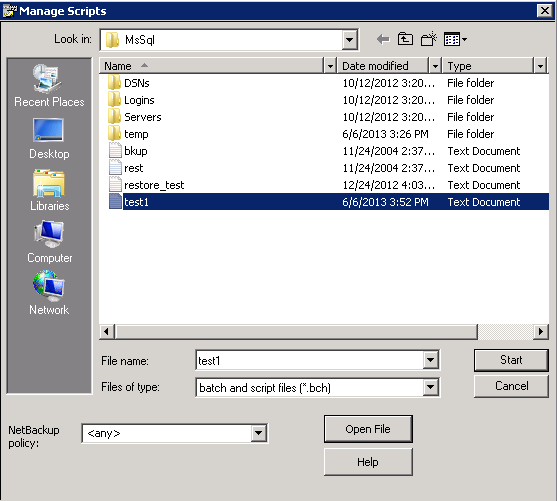 Manage Scripts
Look in: MsSql
Name Date modified Type
DSNs 10/12/2012 3:20... File folder
Logins 10/12/2012 3:20... File folder
Servers 10/12/2012 3:20... File folder
temp 6/6/2013 3:26 PM File folder
bkup 11/24/2004 2:37... Text Document
rest 11/24/2004 2:37... Text Document
restore_test 12/24/2012 4:03... Text Document
test1 6/6/2013 3:52 PM Text Document
Recent Places
Desktop
Libraries
Computer
Network
File name: test1 Start
Files of type: batch and script files (*.bch) Cancel
NetBackup
policy:
<any>
Open File
Help